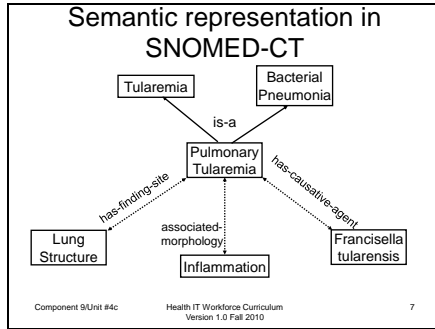 Semantic representation in
SNOMED-CT
Tularemia
Bacterial
Pneumonia
is-a
Pulmonary
Tularemia
has-finding-site
has-causative-agent
associated-
morphology
Lung
Structure
Inflammation
Francisella
tularensis
Component 9/Unit #4c
Health IT Workforce Curriculum
Version 1.0 Fall 2010
7